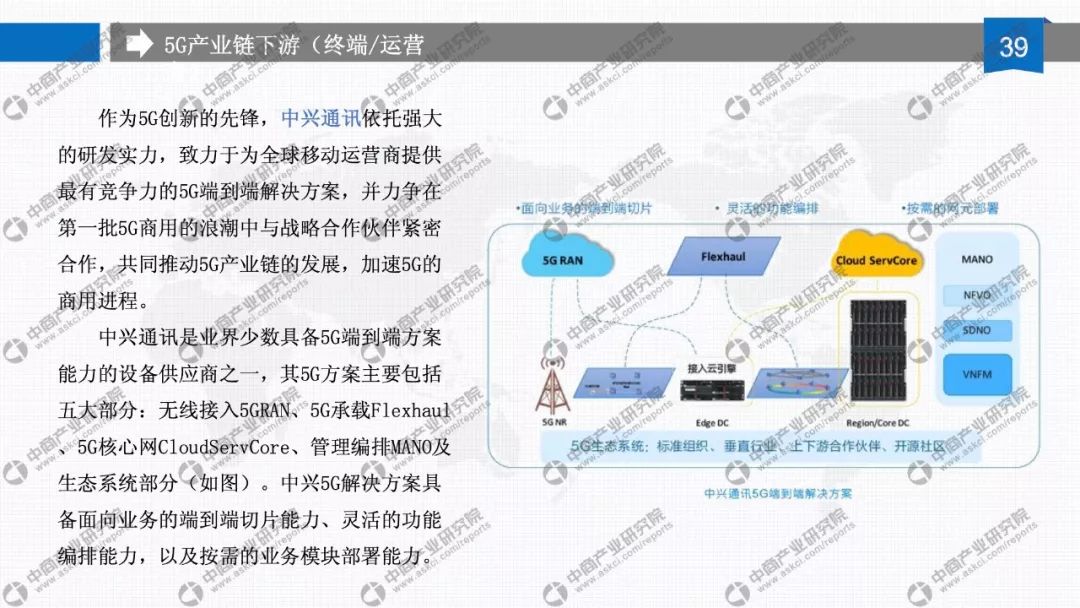 5G产业链下游（终端/运营
39
作为5G创新的先锋，中兴通讯依托强大
的研发实力，致力于为全球移动运营商提供
最有竞争力的5G端到端解决方案，并力争在
第一批5G商用的浪潮中与战略合作伙伴紧密
合作，共同推动5G产业链的发展，加速5G的
商用进程。
中兴通讯是业界少数具备5G端到端方案
能力的设备供应商之一，其5G方案主要包括
五大部分：无线接入5GRAN、5G承载Flexhaul
、5G核心网CloudServCore、管理编排MANO及
生态系统部分（如图）。中兴5G解决方案具
备面向业务的端到端切片能力、灵活的功能
编排能力，以及按需的业务模块部署能力。
•面向业务的端到端切片
• 灵活的功能编排
•按需的网元部署
5G RAN
Flexhaul
Cloud ServCore
MANO
NFVO
SDNO
VNFM
接入云引擎
5G NR
Edge DC
Region/Core DC
5G生态系统：标准组织、垂直行业、上下游合作伙伴、开源社区
中兴通讯5G端到端解决方案
中商产业研究院
www.askci.com/reports